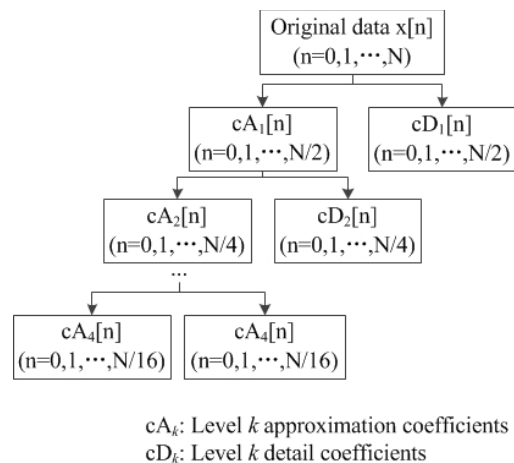 Original data x[n]
(n=0,1,⋯,N)
cA₁[n]
(n=0,1,⋯,N/2)
cD₁[n]
(n=0,1,⋯,N/2)
cA₂[n]
(n=0,1,⋯,N/4)
cD₂[n]
(n=0,1,⋯,N/4)
...
cA₄[n]
(n=0,1,⋯,N/16)
cA₄[n]
(n=0,1,⋯,N/16)
cAₖ: Level k approximation coefficients
cDₖ: Level k detail coefficients